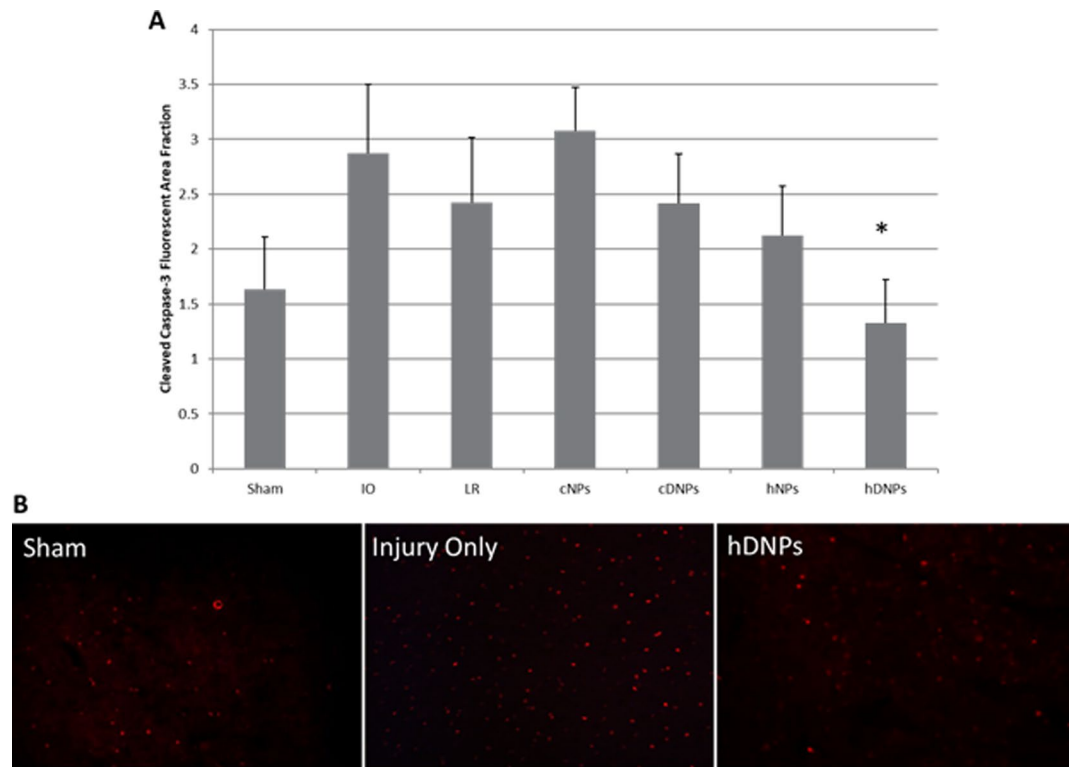 A
Cleaved Caspase-3 Fluorescent Area Fraction
4
3.5
3
2.5
2
1.5
1
0.5
0
*
Sham IO LR cNPs cDNPs hNPs hDNPs
B
Sham
Injury Only
hDNPs